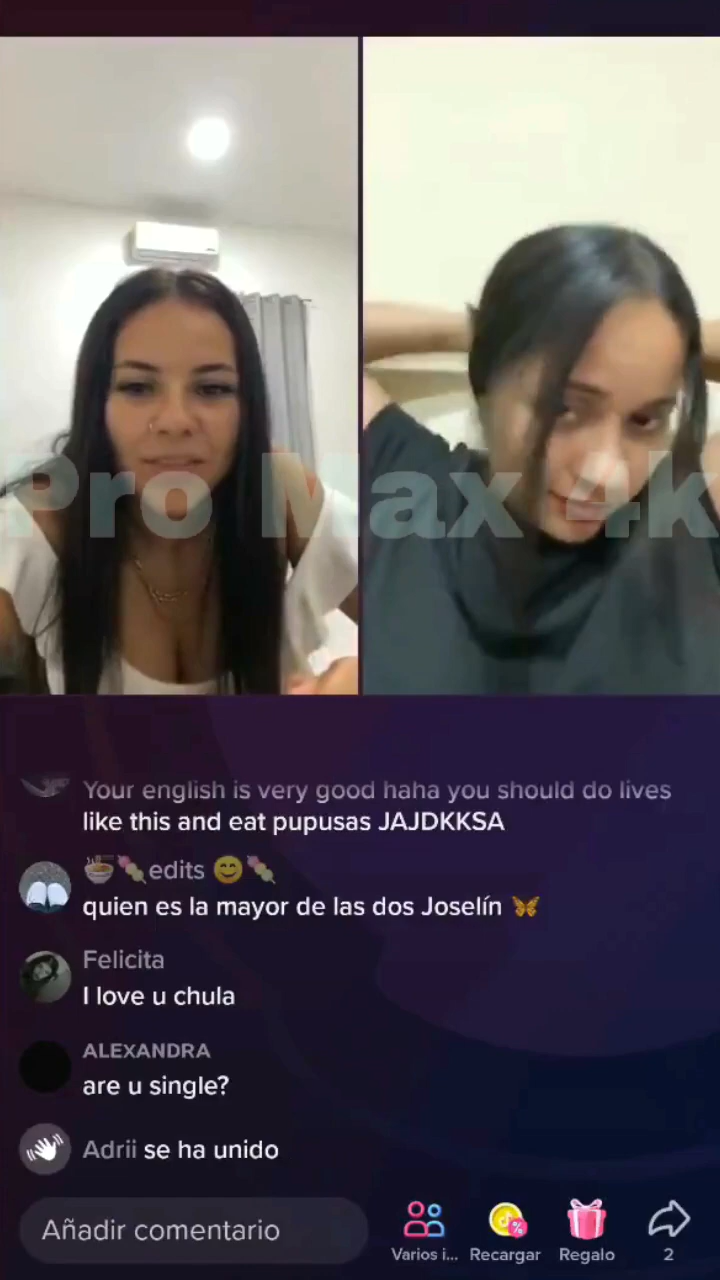 Pro Max 4k
Your english is very good haha you should do lives
like this and eat pupusas JAJDKKSA
🍜🍡edits 😊🍡
quien es la mayor de las dos Joselín 🦋
Felicita
I love u chula
ALEXANDRA
are u single?
Adrii se ha unido
Añadir comentario
Varios i...
Recargar
Regalo
2